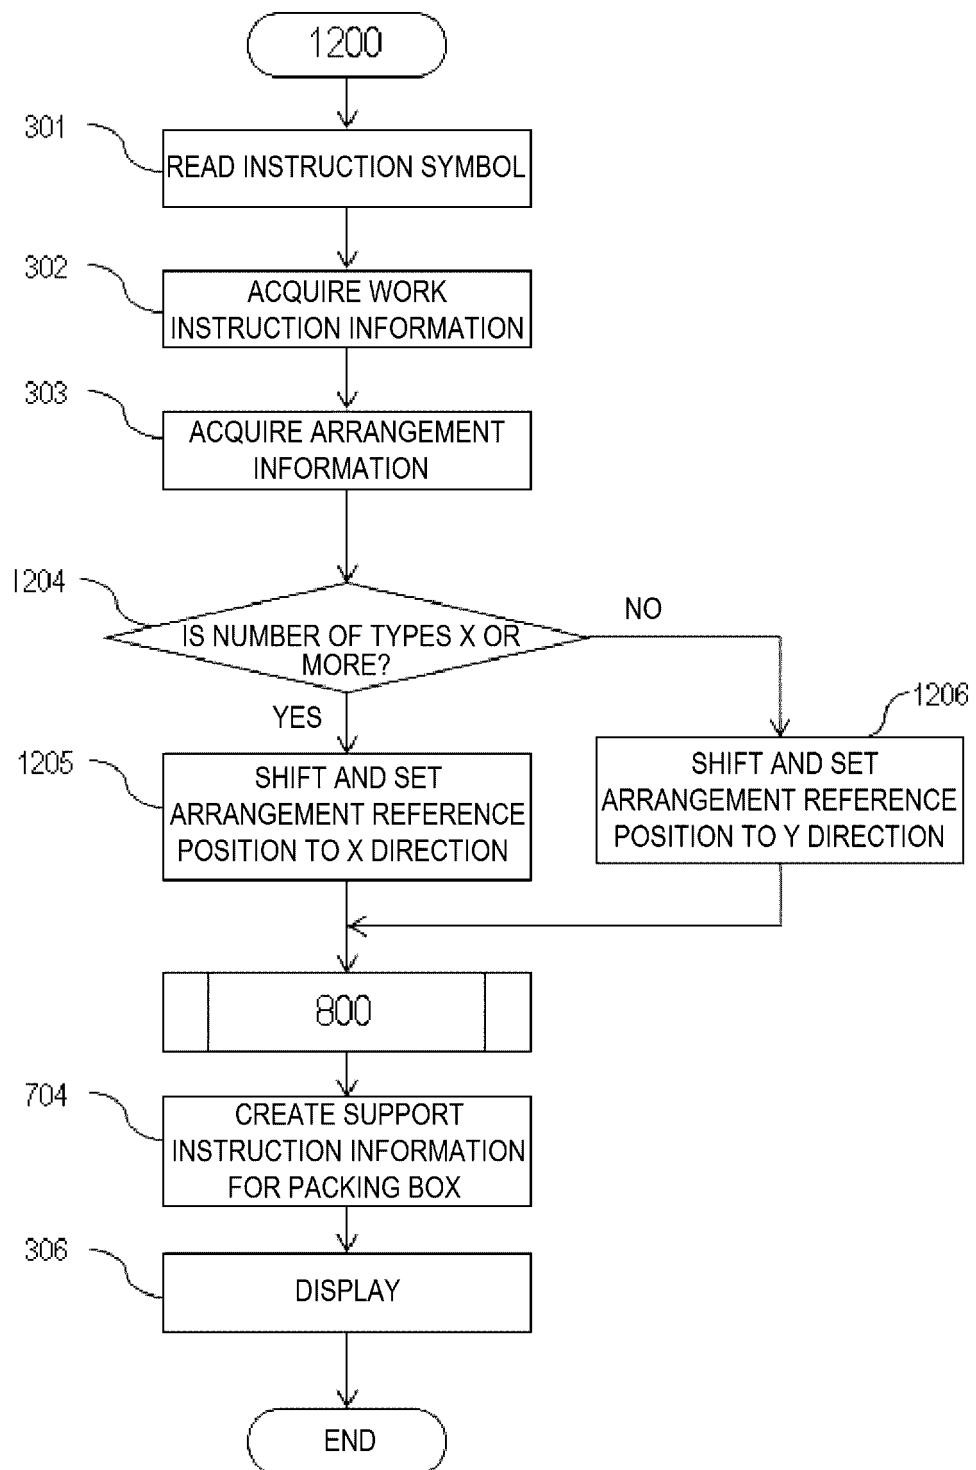 1200
301
READ INSTRUCTION SYMBOL
302
ACQUIRE WORK
INSTRUCTION INFORMATION
303
ACQUIRE ARRANGEMENT
INFORMATION
1204
IS NUMBER OF TYPES X OR
MORE?
NO
YES
1205
SHIFT AND SET
ARRANGEMENT REFERENCE
POSITION TO X DIRECTION
1206
SHIFT AND SET
ARRANGEMENT REFERENCE
POSITION TO Y DIRECTION
800
704
CREATE SUPPORT
INSTRUCTION INFORMATION
FOR PACKING BOX
306
DISPLAY
END